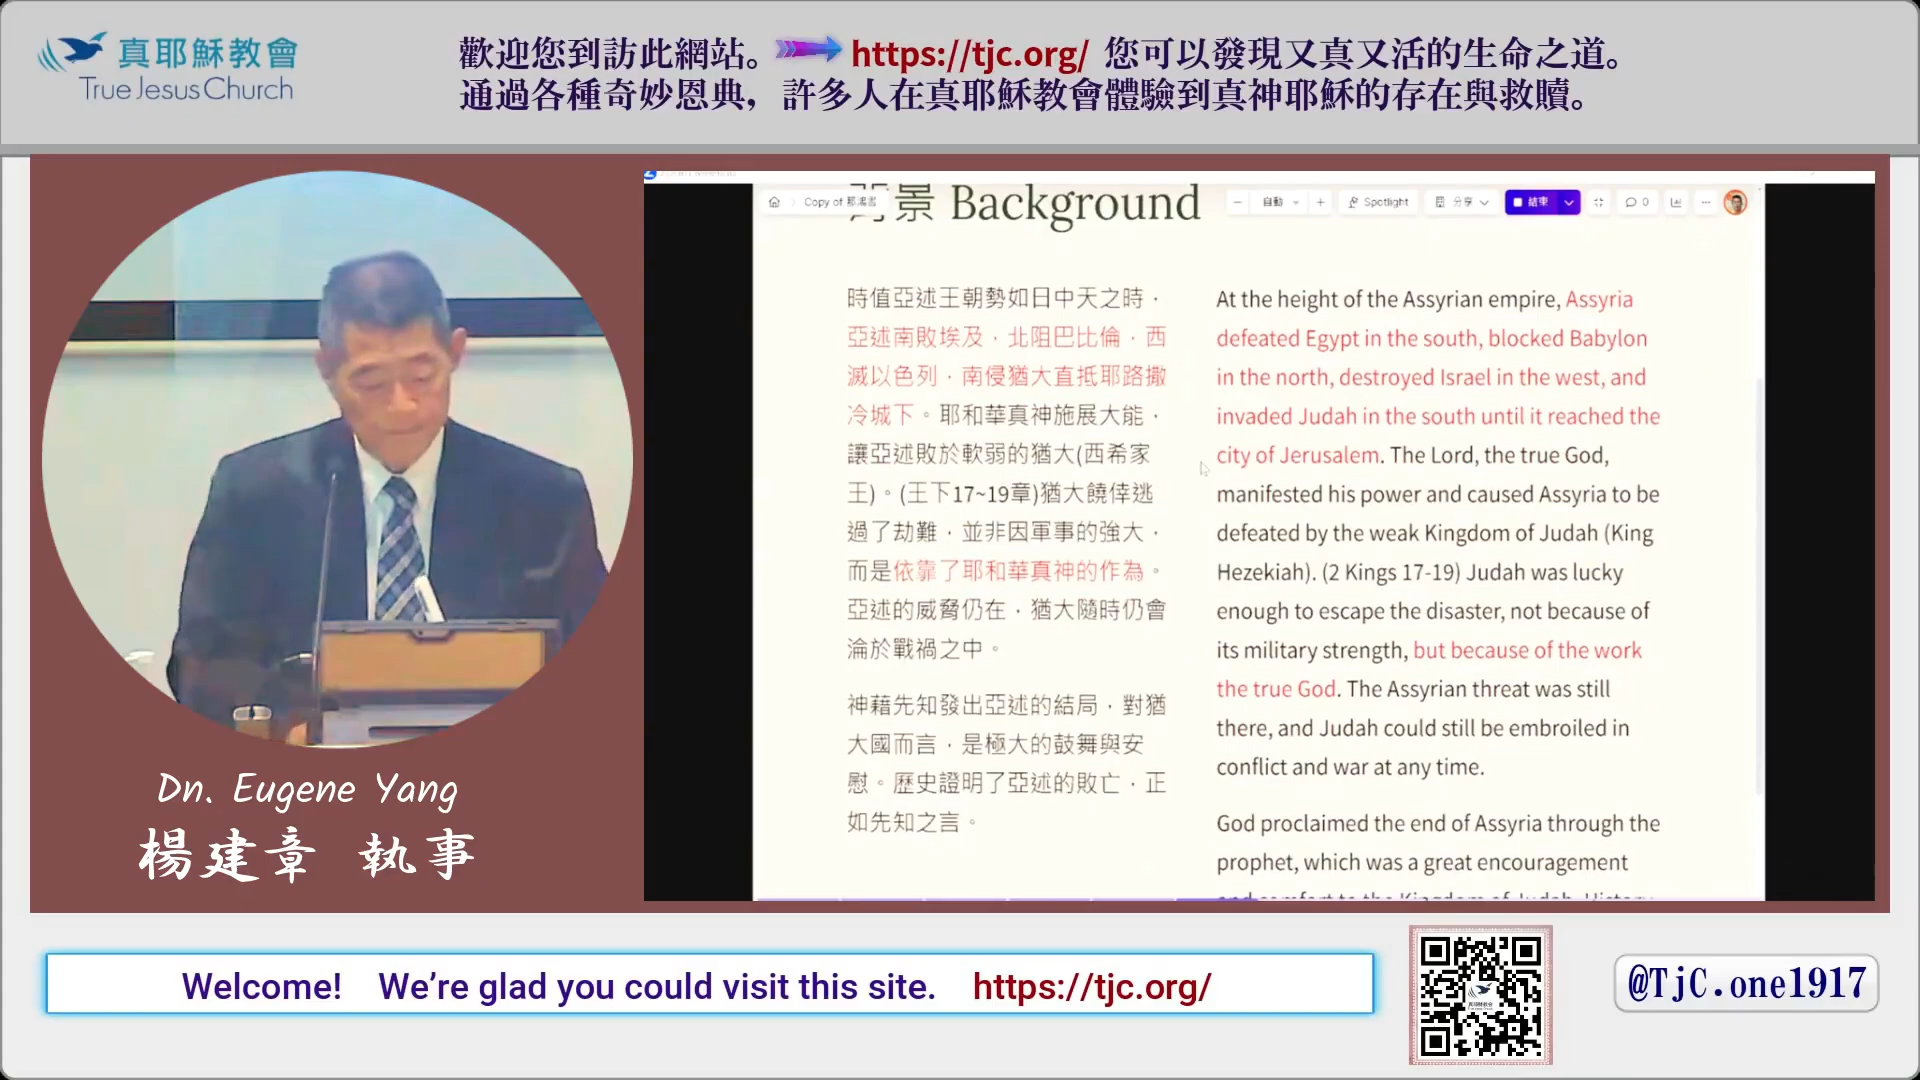 真耶穌教會
True Jesus Church
歡迎您到訪此網站。 https://tjc.org/ 您可以發現又真又活的生命之道。
通過各種奇妙恩典，許多人在真耶穌教會體驗到真神耶穌的存在與救贖。
Copy of 那鴻書
自動
Spotlight
分享
結束
0
背景 Background
時值亞述王朝勢如日中天之時，
亞述南敗埃及，北阻巴比倫，西
滅以色列，南侵猶大直抵耶路撒
冷城下。耶和華真神施展大能，
讓亞述敗於軟弱的猶大(西希家
王)。(王下17~19章)猶大饒倖逃
過了劫難，並非因軍事的強大，
而是依靠了耶和華真神的作為。
亞述的威脅仍在，猶大隨時仍會
淪於戰禍之中。
神藉先知發出亞述的結局，對猶
大國而言，是極大的鼓舞與安
慰。歷史證明了亞述的敗亡，正
如先知之言。
At the height of the Assyrian empire, Assyria
defeated Egypt in the south, blocked Babylon
in the north, destroyed Israel in the west, and
invaded Judah in the south until it reached the
city of Jerusalem. The Lord, the true God,
manifested his power and caused Assyria to be
defeated by the weak Kingdom of Judah (King
Hezekiah). (2 Kings 17-19) Judah was lucky
enough to escape the disaster, not because of
its military strength, but because of the work
the true God. The Assyrian threat was still
there, and Judah could still be embroiled in
conflict and war at any time.
God proclaimed the end of Assyria through the
prophet, which was a great encouragement
and comfort to the Kingdom of Judah. History
Dn. Eugene Yang
楊建章 執事
Welcome! We're glad you could visit this site. https://tjc.org/
@TjC.one1917